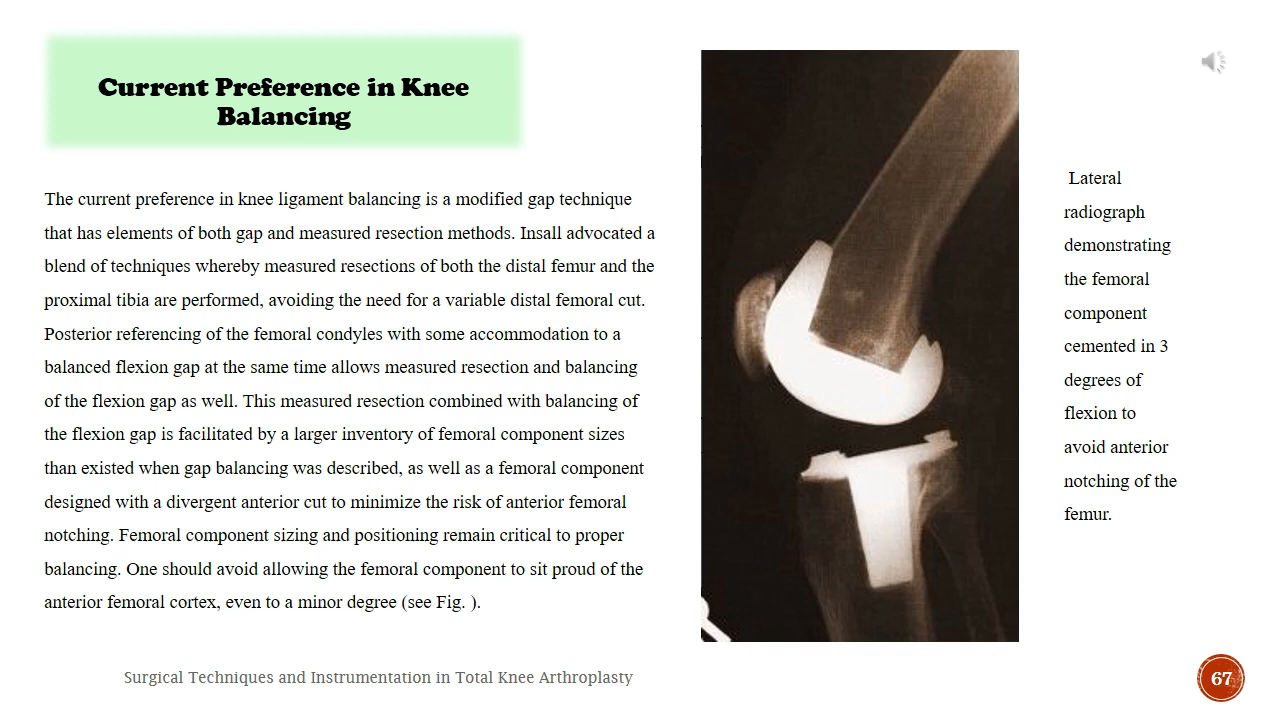 Current Preference in Knee
Balancing
The current preference in knee ligament balancing is a modified gap technique
that has elements of both gap and measured resection methods. Insall advocated a
blend of techniques whereby measured resections of both the distal femur and the
proximal tibia are performed, avoiding the need for a variable distal femoral cut.
Posterior referencing of the femoral condyles with some accommodation to a
balanced flexion gap at the same time allows measured resection and balancing
of the flexion gap as well. This measured resection combined with balancing of
the flexion gap is facilitated by a larger inventory of femoral component sizes
than existed when gap balancing was described, as well as a femoral component
designed with a divergent anterior cut to minimize the risk of anterior femoral
notching. Femoral component sizing and positioning remain critical to proper
balancing. One should avoid allowing the femoral component to sit proud of the
anterior femoral cortex, even to a minor degree (see Fig. ).
Lateral
radiograph
demonstrating
the femoral
component
cemented in 3
degrees of
flexion to
avoid anterior
notching of the
femur.
Surgical Techniques and Instrumentation in Total Knee Arthroplasty
67